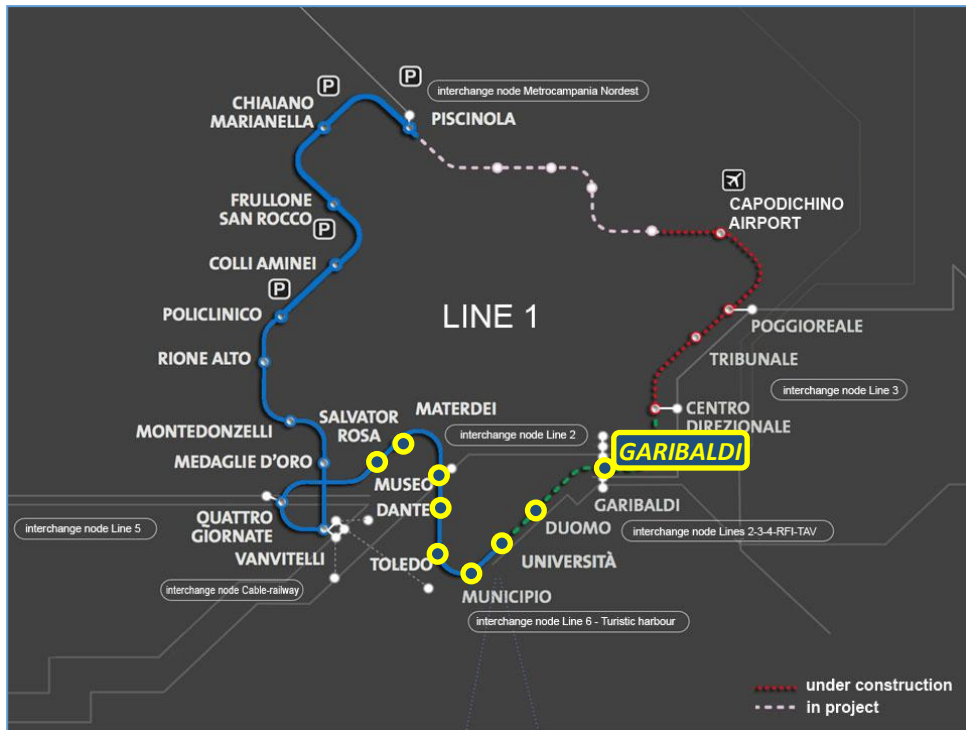 P
P
interchange node Metrocampania Nordest
CHIAIANO
MARIANELLA
PISCINOLA
FRULLONE
SAN ROCCO
P
CAPODICHINO
AIRPORT
COLLI AMINEI
P
POLICLINICO
LINE 1
POGGIOREALE
RIONE ALTO
TRIBUNALE
interchange node Line 3
MATERDEI
SALVATOR
ROSA
CENTRO
DIREZIONALE
MONTEDONZELLI
interchange node Line 2
GARIBALDI
MEDAGLIE D'ORO
MUSEO
GARIBALDI
DANTE
QUATTRO
GIORNATE
DUOMO
interchange node Line 5
interchange node Lines 2-3-4-RFI-TAV
VANVITELLI
TOLEDO
UNIVERSITÀ
interchange node Cable-railway
MUNICIPIO
interchange node Line 6 - Turistic harbour
under construction
in project